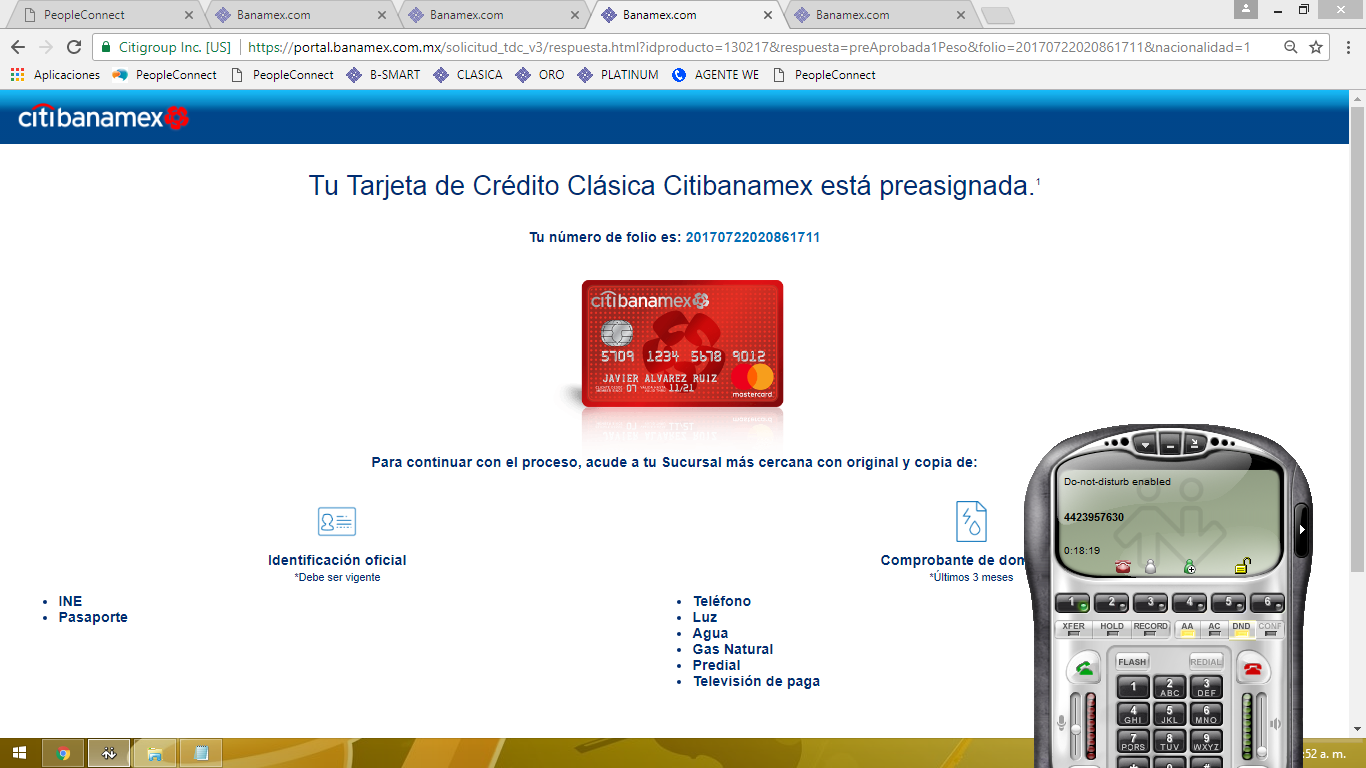 PeopleConnect
Banamex.com
Banamex.com
Banamex.com
Banamex.com
Citigroup Inc. [US] https://portal.banamex.com.mx/solicitud_tdc_v3/respuesta.html?idproducto=130217&respuesta=preAprobada1Peso&folio=20170722020861711&nacionalidad=1
Aplicaciones PeopleConnect PeopleConnect B-SMART CLASICA ORO PLATINUM AGENTE WE PeopleConnect
citibanamex
Tu Tarjeta de Crédito Clásica Citibanamex está preasignada.1
Tu número de folio es: 20170722020861711
citibanamex
5709 1234 5678 9012
JAVIER ALVAREZ RUIZ
07 11/21
mastercard
Para continuar con el proceso, acude a tu Sucursal más cercana con original y copia de:
Identificación oficial
*Debe ser vigente
• INE
• Pasaporte
Comprobante de dom
*Últimos 3 meses
• Teléfono
• Luz
• Agua
• Gas Natural
• Predial
• Televisión de paga
Do-not-disturb enabled
4423957630
0:18:19
1 2 3 4 5 6
XFER HOLD RECORD AA AC DND CONF
FLASH REDIAL
1 2 ABC 3 DEF
4 GHI 5 JKL 6 MNO
7 PQRS 8 TUV 9 WXYZ
:52 a. m.